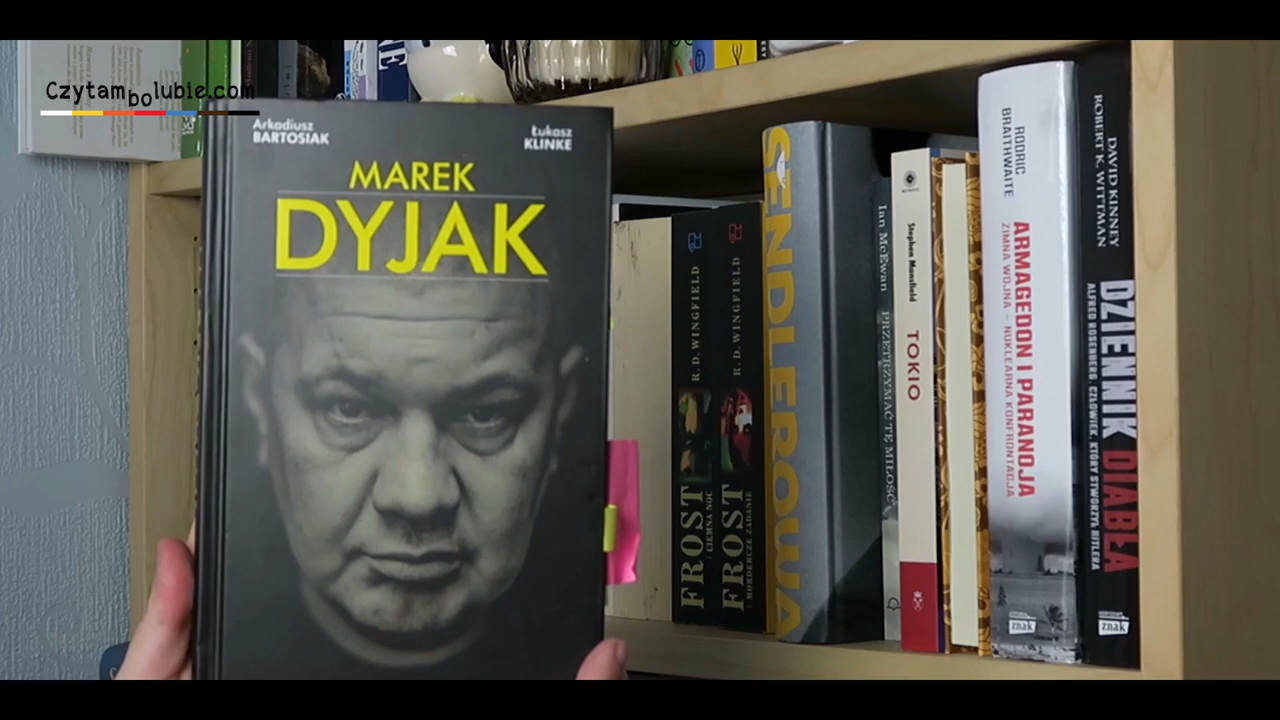 Czytambolubie.com
Arkadiusz
BARTOSIAK
Łukasz
KLINKE
MAREK
DYJAK
R.D. WINGFIELD
FROST
I CIEMNA NOC
R.D. WINGFIELD
FROST
I MORDERCZE ZADANIE
SENDLEROWA
Ian McEwan
PRZETRZYMAĆ TĘ MIŁOŚĆ
Stephen Mansfield
TOKIO
RODRIC
BRAITHWAITE
ARMAGEDON I PARANOJA
ZIMNA WOJNA – NUKLEARNA KONFRONTACJA
znak
DAVID KINNEY
ROBERT K. WITTMAN
DZIENNIK DIABŁA
ALFRED ROSENBERG, CZŁOWIEK, KTÓRY STWORZYŁ HITLERA
znak